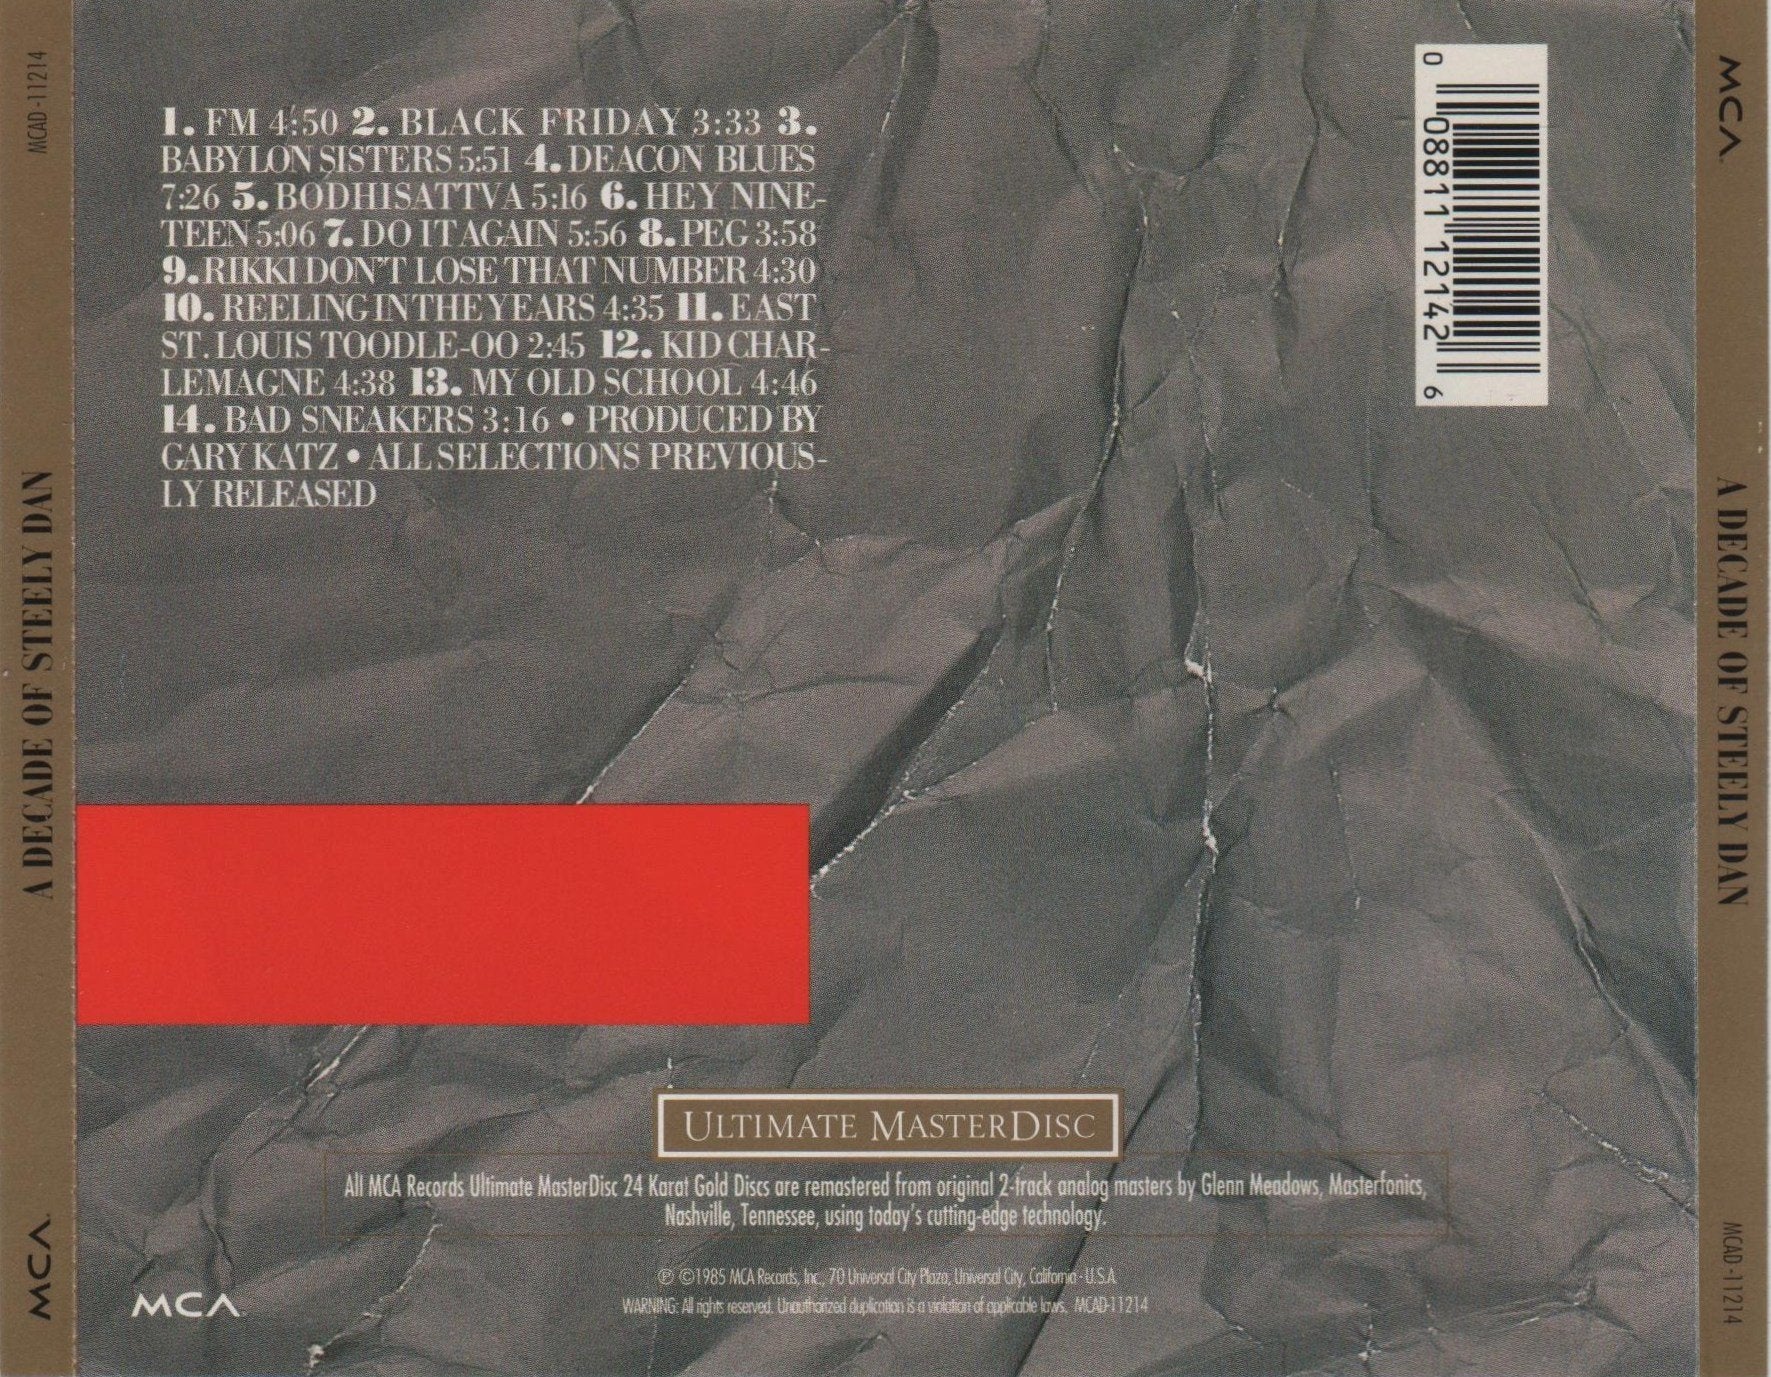 MCAD-11214
A DECADE OF STEELY DAN
MCA
1. FM 4:50 2. BLACK FRIDAY 3:33 3.
BABYLON SISTERS 5:51 4. DEACON BLUES
7:26 5. BODHISATTVA 5:16 6. HEY NINE-
TEEN 5:06 7. DO IT AGAIN 5:56 8. PEG 3:58
9. RIKKI DON'T LOSE THAT NUMBER 4:30
10. REELING IN THE YEARS 4:35 11. EAST
ST. LOUIS TOODLE-OO 2:45 12. KID CHAR-
LEMAGNE 4:38 13. MY OLD SCHOOL 4:46
14. BAD SNEAKERS 3:16 • PRODUCED BY
GARY KATZ • ALL SELECTIONS PREVIOUS-
LY RELEASED
0 08811 12142 6
ULTIMATE MASTERDISC
All MCA Records Ultimate MasterDisc 24 Karat Gold Discs are remastered from original 2-track analog masters by Glenn Meadows, Masterfonics,
Nashville, Tennessee, using today's cutting-edge technology.
℗ ©1985 MCA Records, Inc., 70 Universal City Plaza, Universal City, California - U.S.A.
WARNING: All rights reserved. Unauthorized duplication is a violation of applicable laws. MCAD-11214
MCA
MCA
A DECADE OF STEELY DAN
MCAD-11214